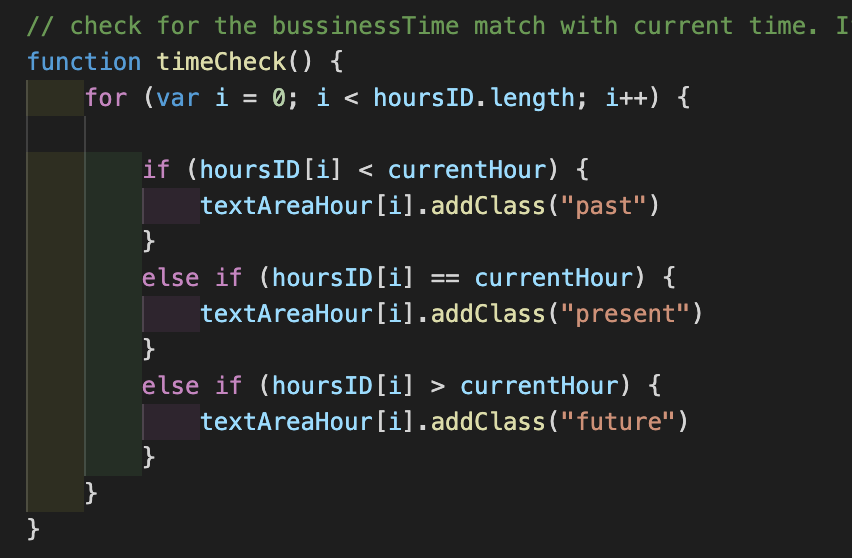 // check for the bussinessTime match with current time. I
function timeCheck() {
for (var i = 0; i < hoursID.length; i++) {
if (hoursID[i] < currentHour) {
textAreaHour[i].addClass("past")
}
else if (hoursID[i] == currentHour) {
textAreaHour[i].addClass("present")
}
else if (hoursID[i] > currentHour) {
textAreaHour[i].addClass("future")
}
}
}